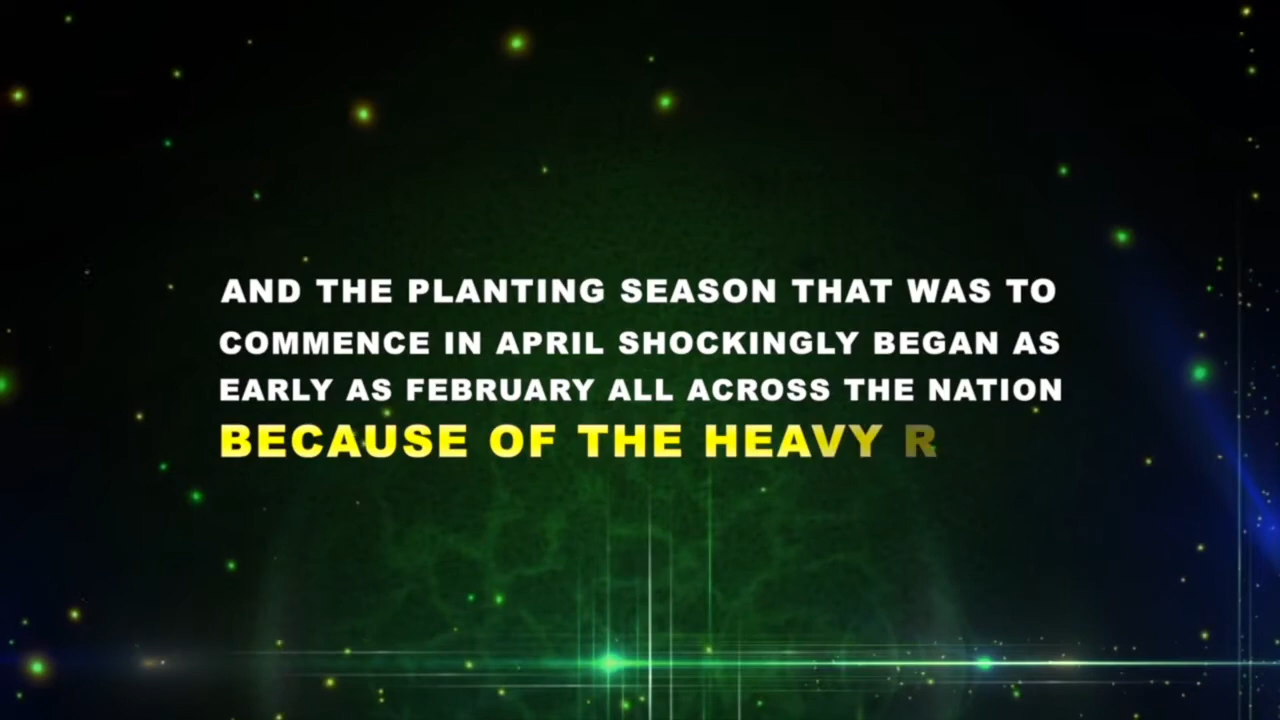 AND THE PLANTING SEASON THAT WAS TO
COMMENCE IN APRIL SHOCKINGLY BEGAN AS
EARLY AS FEBRUARY ALL ACROSS THE NATION
BECAUSE OF THE HEAVY R